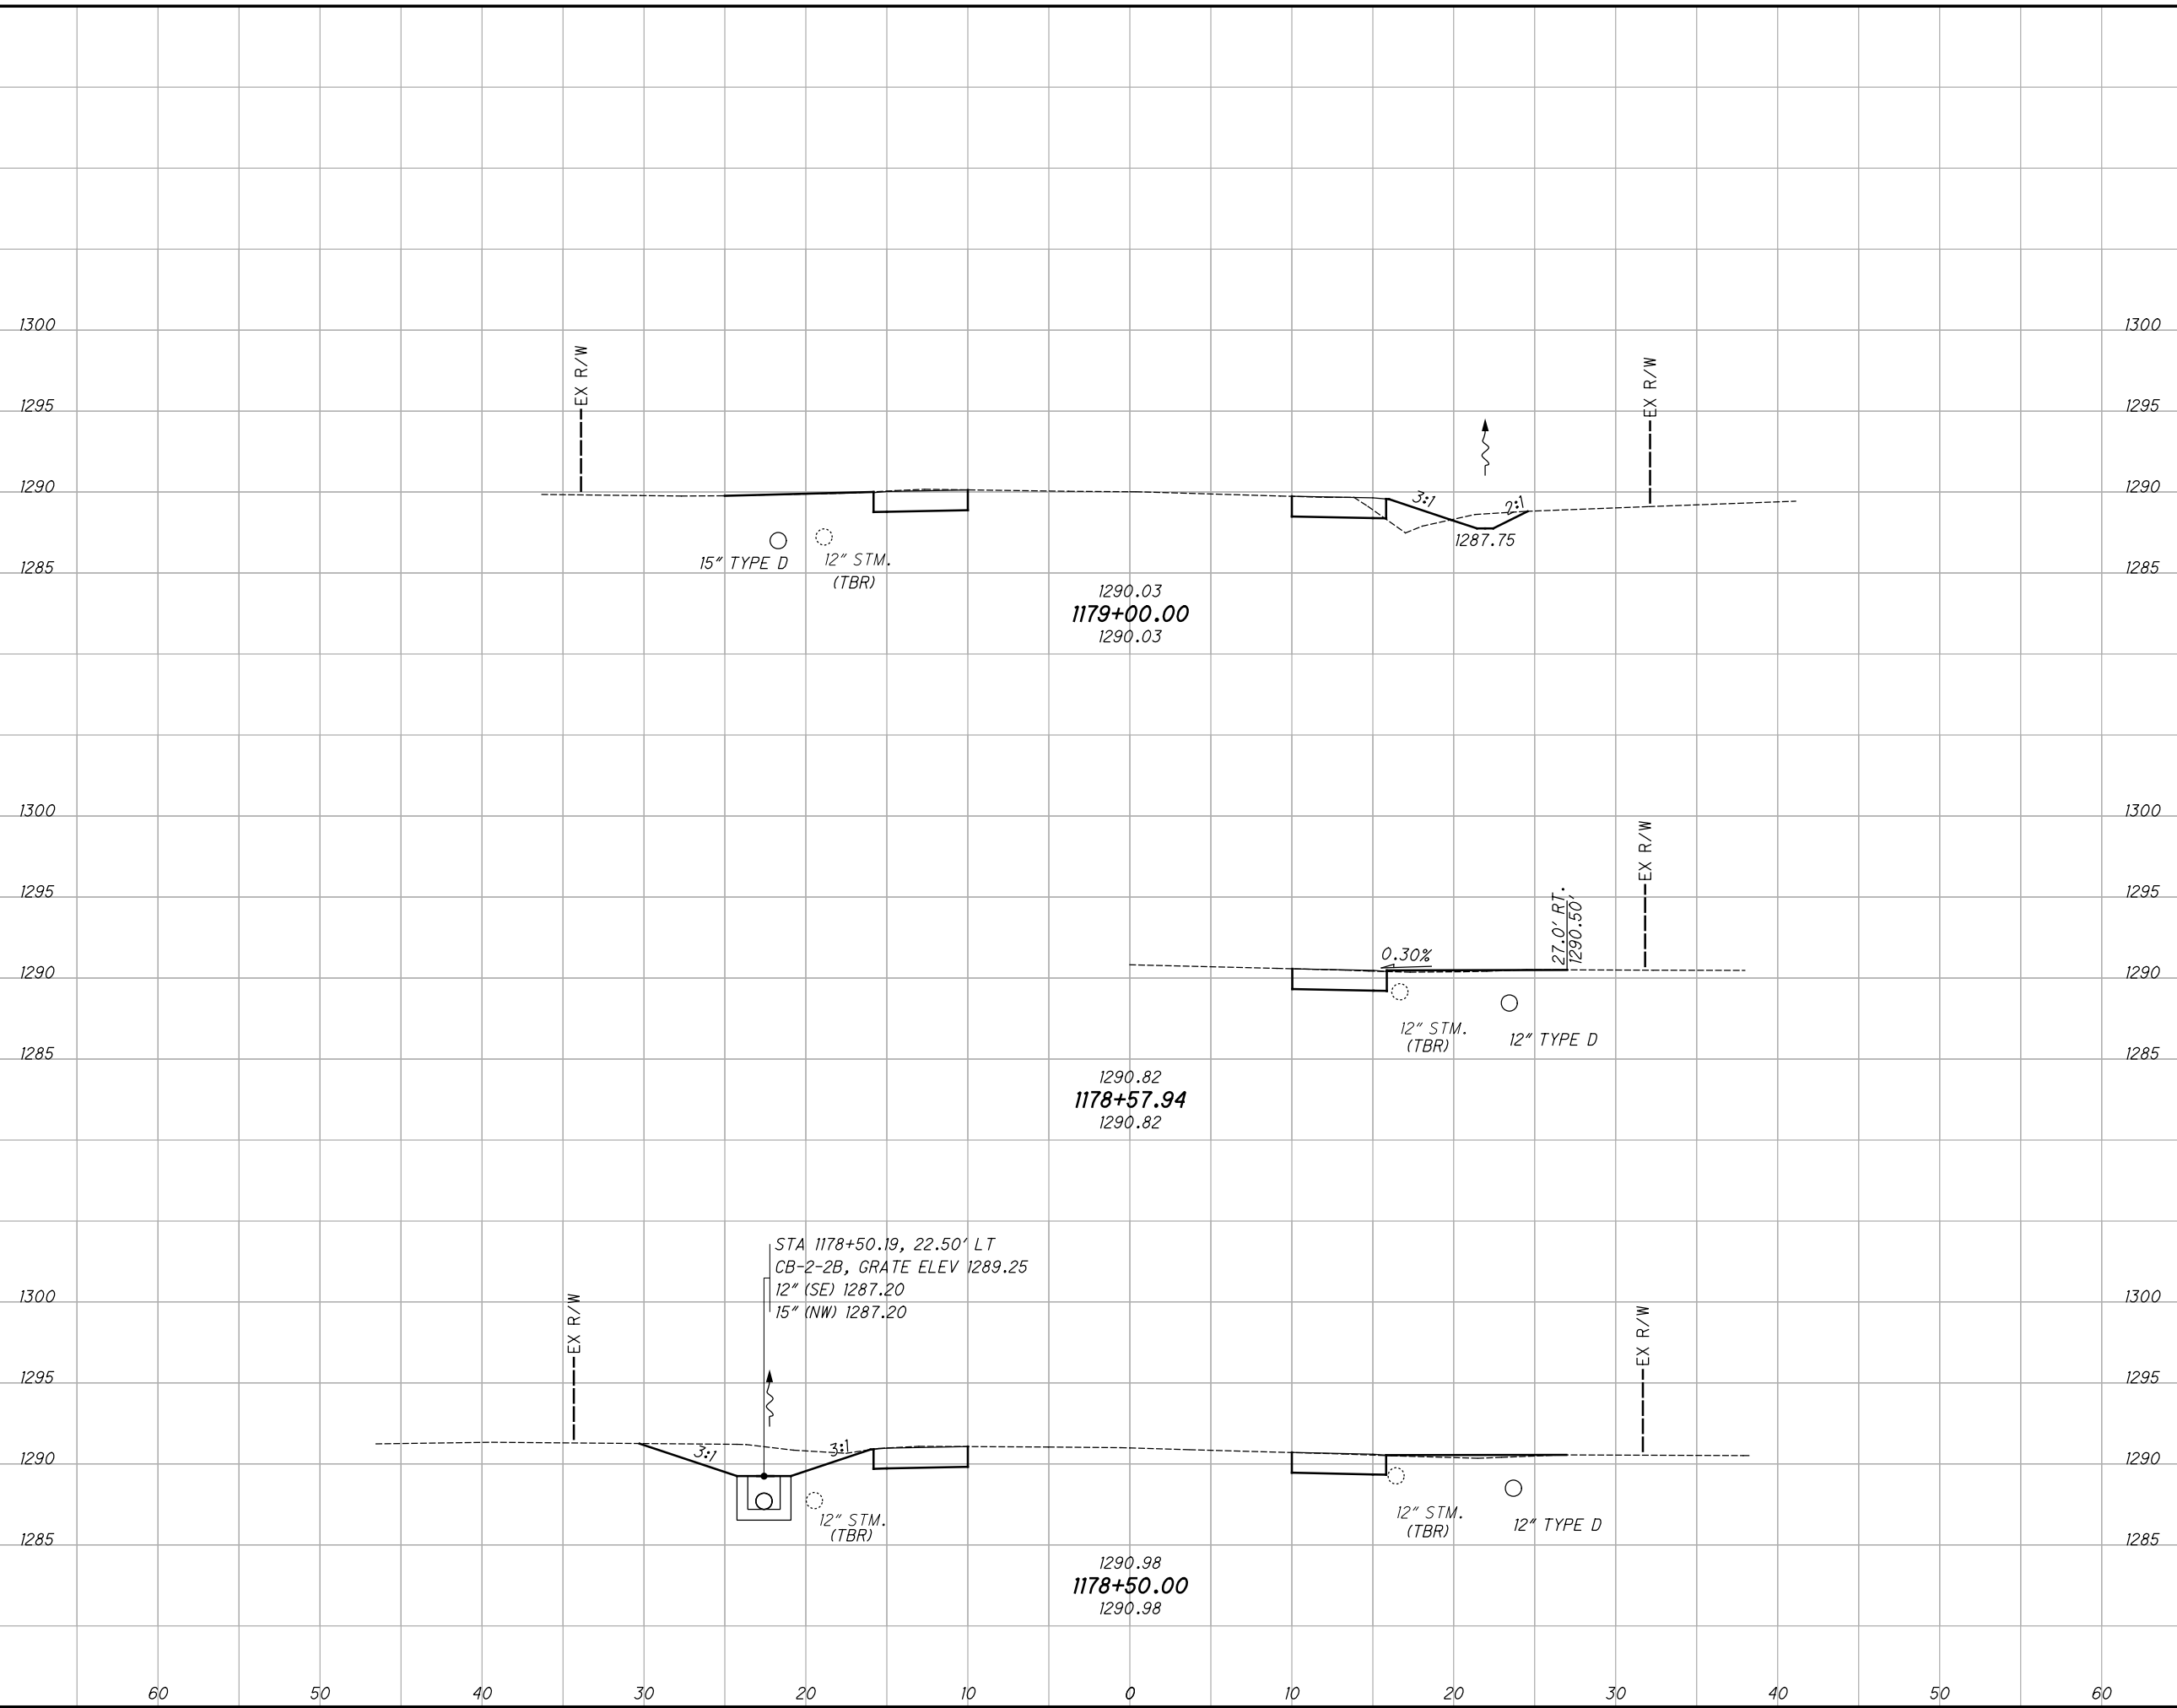 1300 1300
EX R/W EX R/W
1295 1295
1290 3:1 2:1 1290
1287.75
15" TYPE D 12" STM.
(TBR)
1285 1285
1290.03
1179+00.00
1290.03
1300 1300
EX R/W
1295 1295
27.0' RT.
1290.50'
0.30%
1290 1290
12" STM.
(TBR)
12" TYPE D
1285 1285
1290.82
1178+57.94
1290.82
STA 1178+50.19, 22.50' LT
CB-2-2B, GRATE ELEV 1289.25
12" (SE) 1287.20
15" (NW) 1287.20
1300 1300
EX R/W EX R/W
1295 1295
3:1 3:1
1290 1290
12" STM.
(TBR)
12" STM.
(TBR)
12" TYPE D
1285 1285
1290.98
1178+50.00
1290.98
60 50 40 30 20 10 0 10 20 30 40 50 60